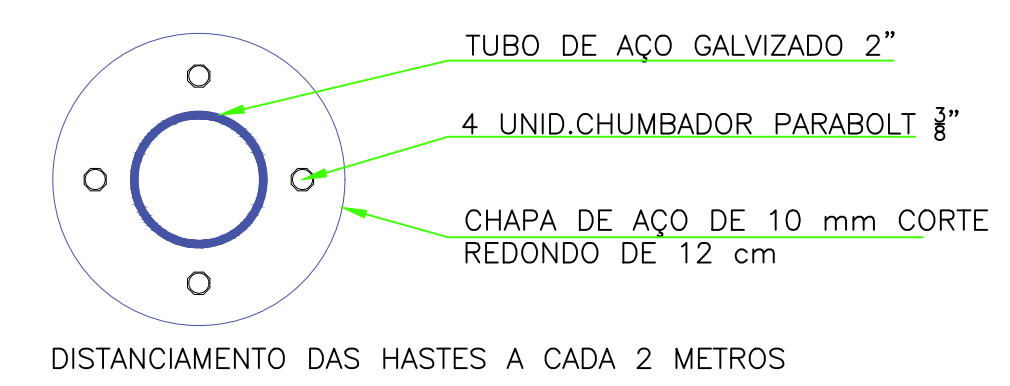 TUBO DE AÇO GALVIZADO 2”
4 UNID.CHUMBADOR PARABOLT 3/8”
CHAPA DE AÇO DE 10 mm CORTE
REDONDO DE 12 cm
DISTANCIAMENTO DAS HASTES A CADA 2 METROS